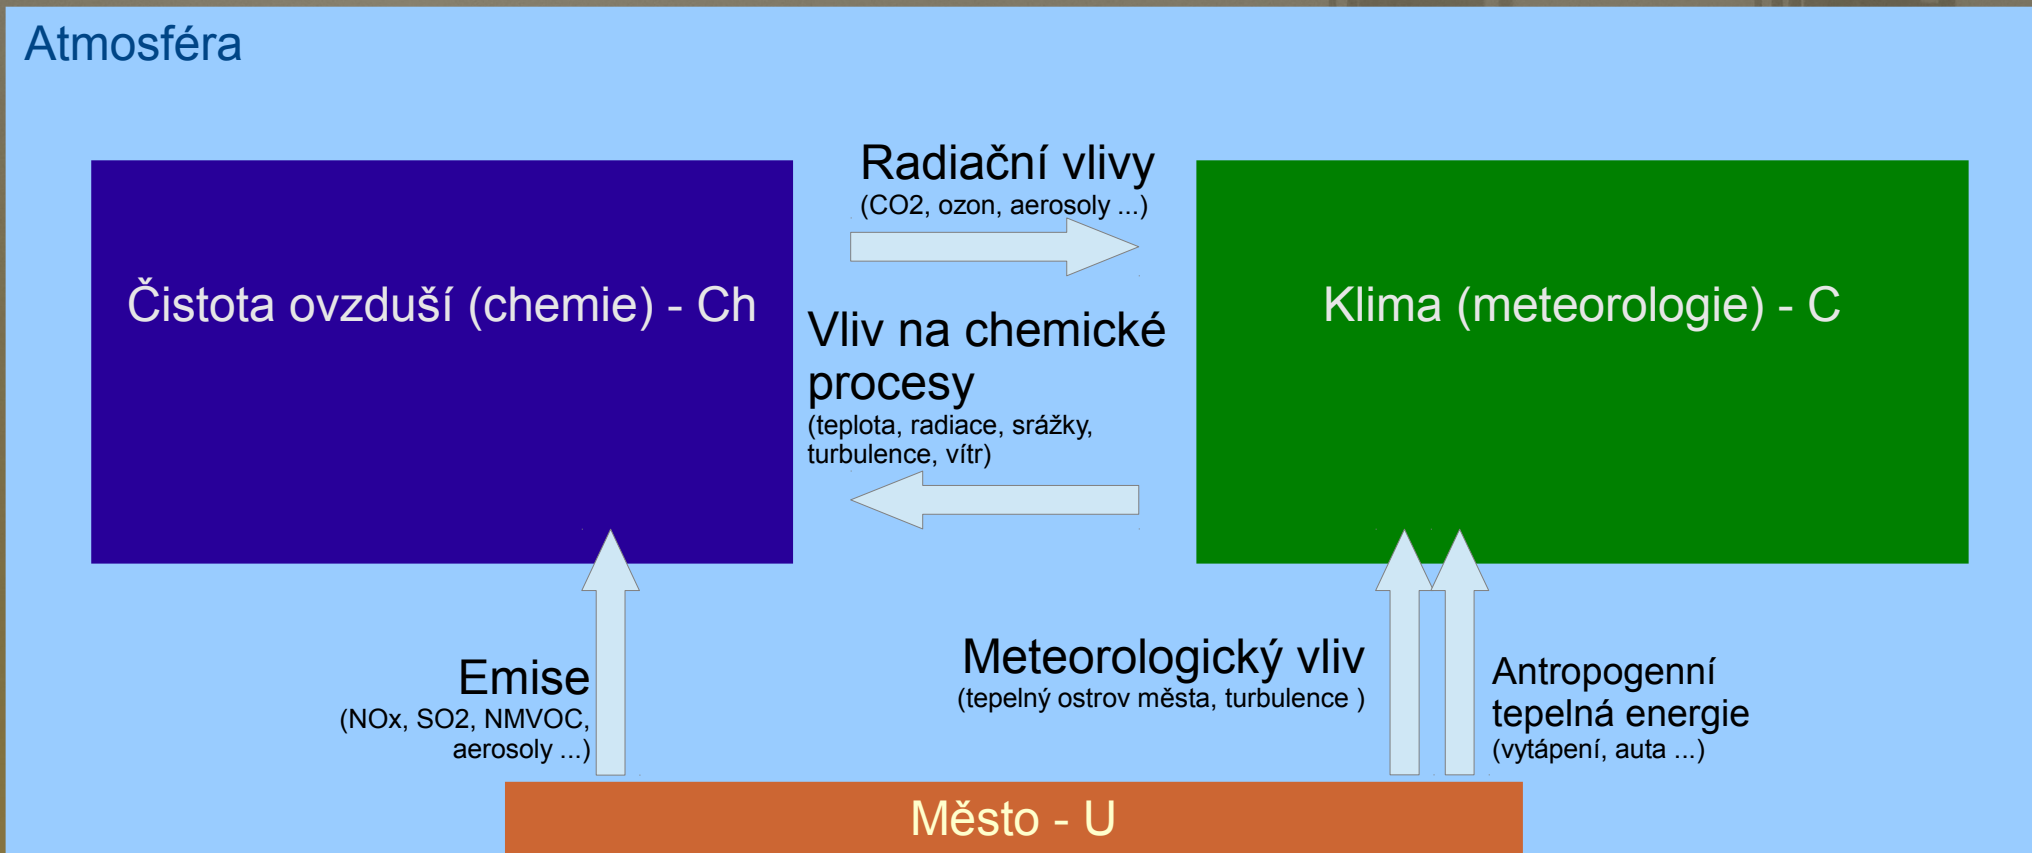 Atmosféra
Radiační vlivy
(CO2, ozon, aerosoly ...)
Čistota ovzduší (chemie) - Ch
Klima (meteorologie) - C
Vliv na chemické
procesy
(teplota, radiace, srážky,
turbulence, vítr)
Emise
(NOx, SO2, NMVOC,
aerosoly ...)
Meteorologický vliv
(tepelný ostrov města, turbulence )
Antropogenní
tepelná energie
(vytápení, auta ...)
Město - U